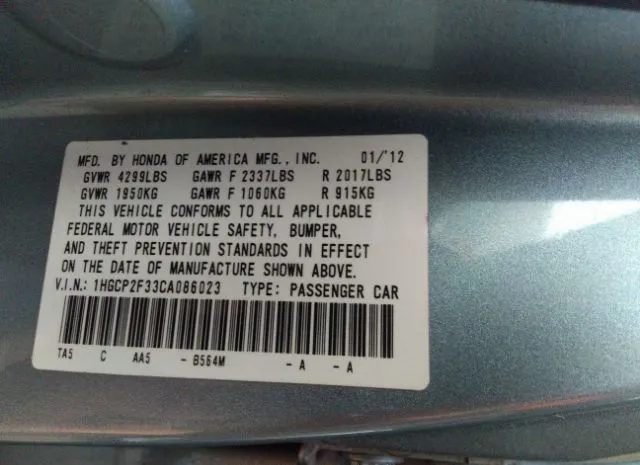 MFD. BY HONDA OF AMERICA MFG., INC. 01/'12
GVWR 4299LBS GAWR F 2337LBS R 2017LBS
GVWR 1950KG GAWR F 1060KG R 915KG
THIS VEHICLE CONFORMS TO ALL APPLICABLE
FEDERAL MOTOR VEHICLE SAFETY, BUMPER,
AND THEFT PREVENTION STANDARDS IN EFFECT
ON THE DATE OF MANUFACTURE SHOWN ABOVE.
V.I.N.: 1HGCP2F33CA086023 TYPE: PASSENGER CAR
TA5 C AA5 - B564M - A - A